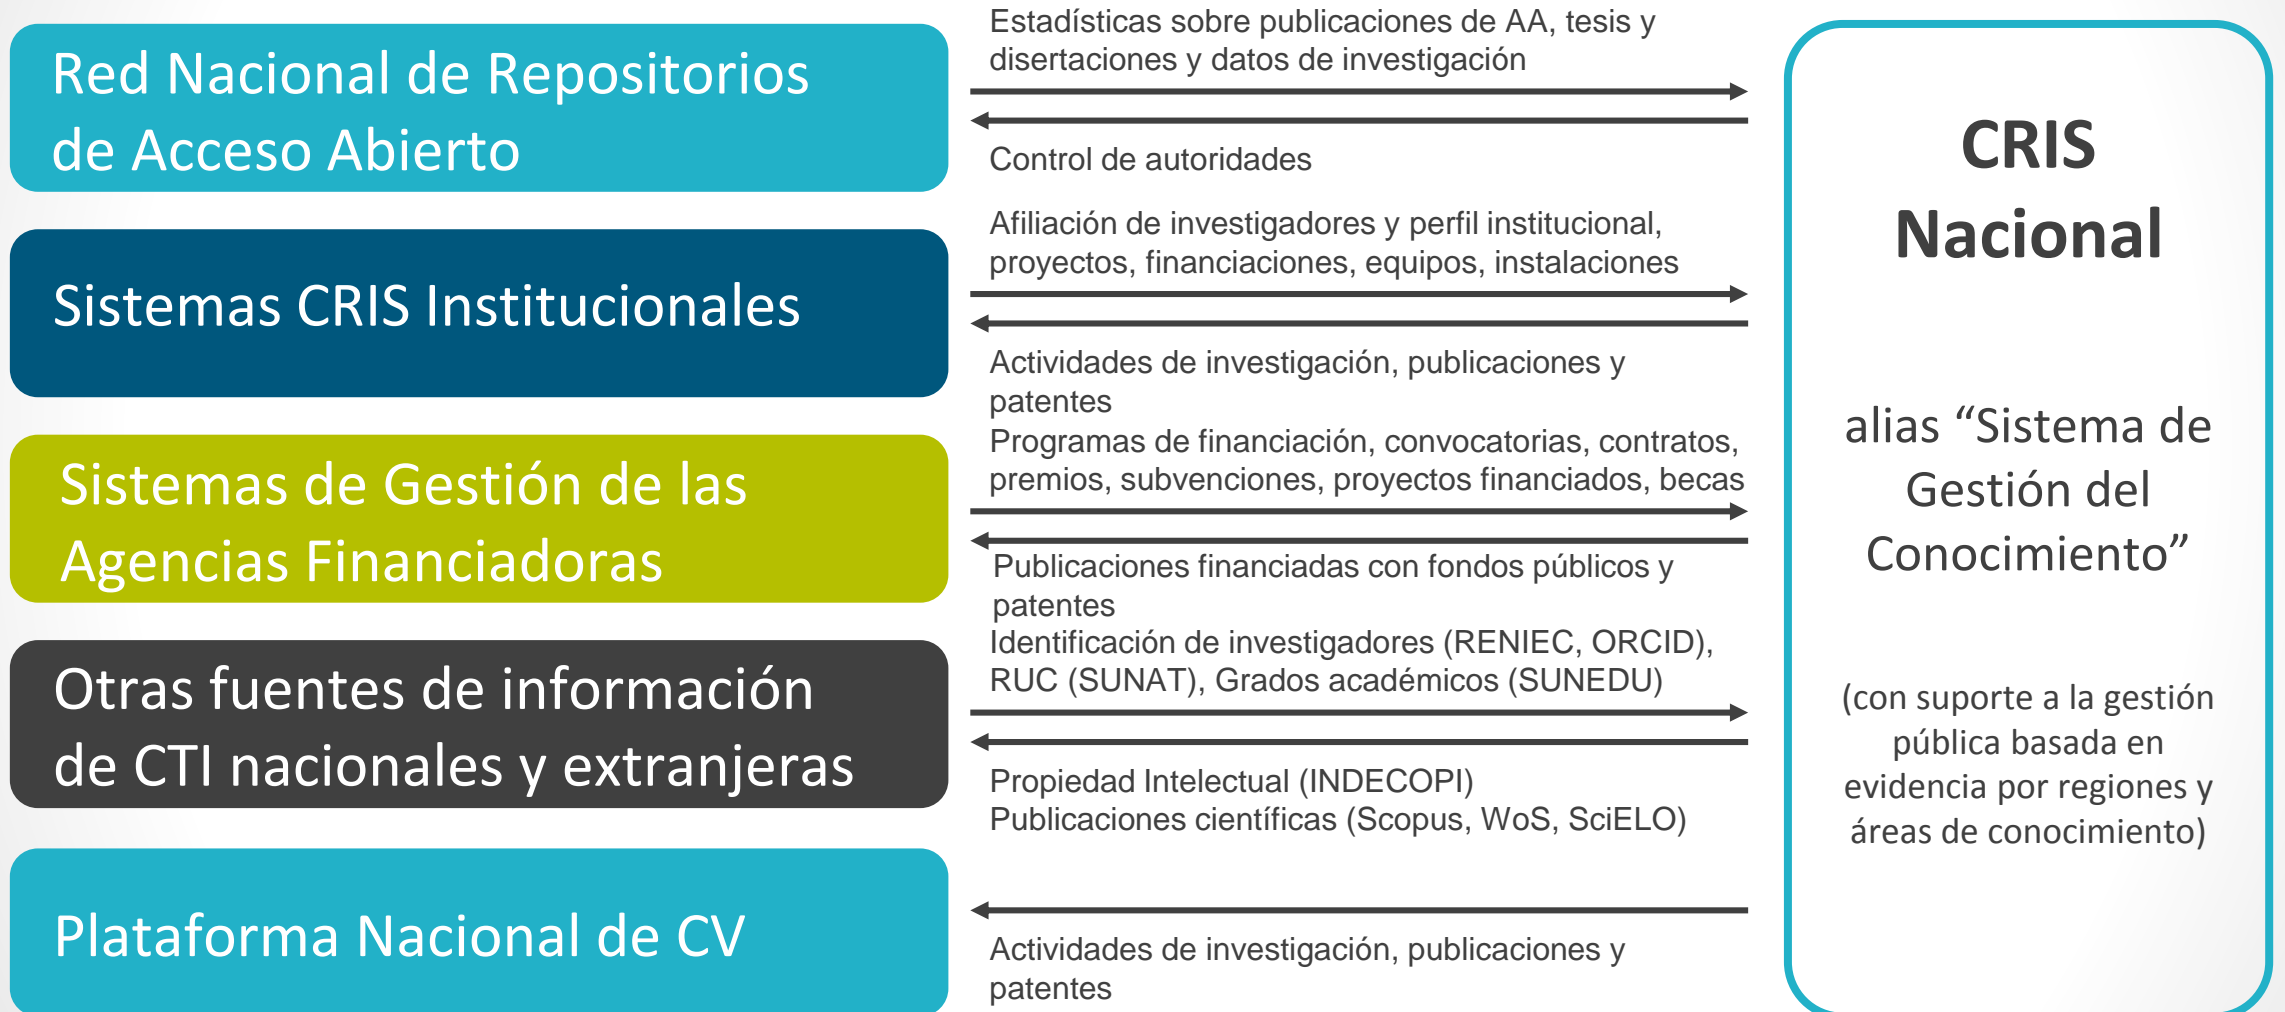 Red Nacional de Repositorios
de Acceso Abierto
Estadísticas sobre publicaciones de AA, tesis y
disertaciones y datos de investigación
Control de autoridades
Sistemas CRIS Institucionales
Afiliación de investigadores y perfil institucional,
proyectos, financiaciones, equipos, instalaciones
Actividades de investigación, publicaciones y
patentes
Sistemas de Gestión de las
Agencias Financiadoras
Programas de financiación, convocatorias, contratos,
premios, subvenciones, proyectos financiados, becas
Publicaciones financiadas con fondos públicos y
patentes
Otras fuentes de información
de CTI nacionales y extranjeras
Identificación de investigadores (RENIEC, ORCID),
RUC (SUNAT), Grados académicos (SUNEDU)
Propiedad Intelectual (INDECOPI)
Publicaciones científicas (Scopus, WoS, SciELO)
Plataforma Nacional de CV
Actividades de investigación, publicaciones y
patentes
CRIS
Nacional
alias “Sistema de
Gestión del
Conocimiento”
(con suporte a la gestión
pública basada en
evidencia por regiones y
áreas de conocimiento)